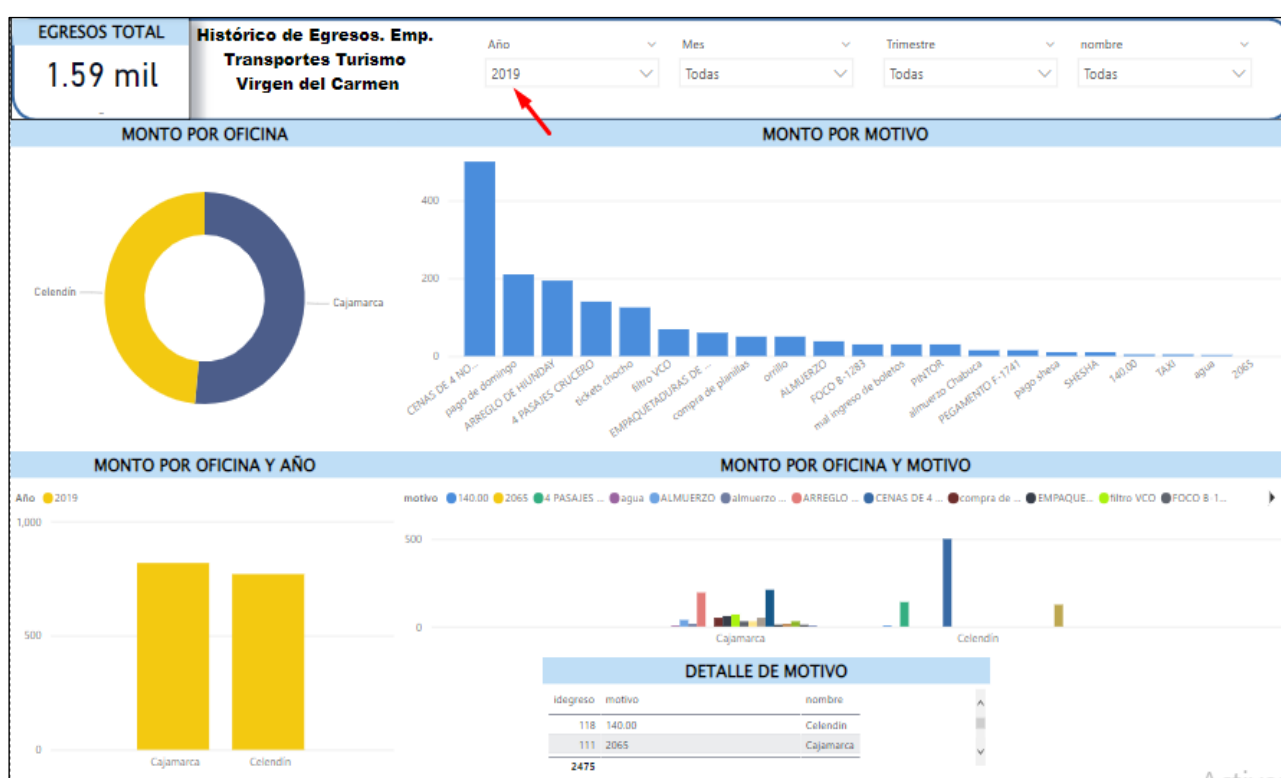 EGRESOS TOTAL
1.59 mil
Histórico de Egresos. Emp.
Transportes Turismo
Virgen del Carmen
Año
2019
Mes
Todas
Trimestre
Todas
nombre
Todas
MONTO POR OFICINA
Celendín
Cajamarca
MONTO POR MOTIVO
400
200
0
CENAS DE 4 NO...
pago de domingo
ARREGLO DE HIUNDAY
4 PASAJES CRUCERO
tickets chocho
filtro VCO
EMPAQUETADURAS DE ...
compra de planillas
orrillo
ALMUERZO
FOCO B-1283
mal ingreso de boletos
PINTOR
almuerzo Chabuca
PEGAMENTO F-1741
pago shesa
SHESHA
140.00
TAXI
agua
2065
MONTO POR OFICINA Y AÑO
Año 2019
1,000
500
0
Cajamarca Celendín
MONTO POR OFICINA Y MOTIVO
motivo 140.00 2065 4 PASAJES ... agua ALMUERZO almuerzo ... ARREGLO ... CENAS DE 4 ... compra de ... EMPAQUE... filtro VCO FOCO B-1...
500
0
Cajamarca Celendín
DETALLE DE MOTIVO
idegreso motivo nombre
118 140.00 Celendín
111 2065 Cajamarca
2475